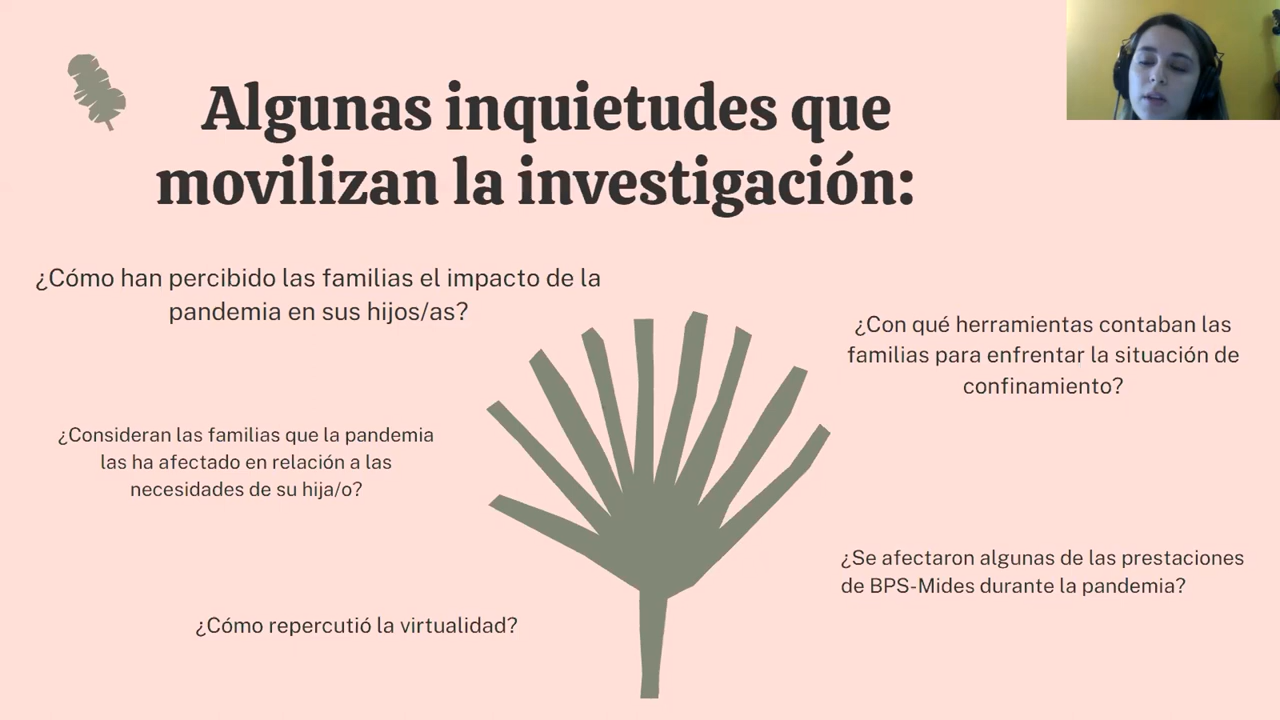 Algunas inquietudes que
movilizan la investigación:
¿Cómo han percibido las familias el impacto de la
pandemia en sus hijos/as?
¿Con qué herramientas contaban las
familias para enfrentar la situación de
confinamiento?
¿Consideran las familias que la pandemia
las ha afectado en relación a las
necesidades de su hija/o?
¿Se afectaron algunas de las prestaciones
de BPS-Mides durante la pandemia?
¿Cómo repercutió la virtualidad?